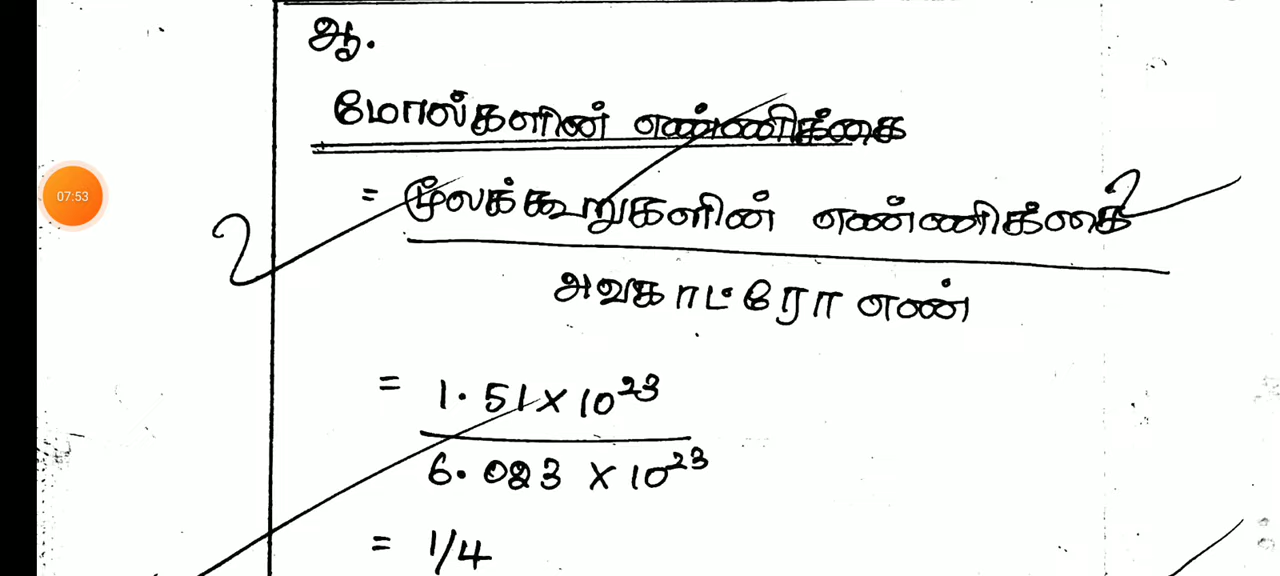 ஆ.
மோல்களின் எண்ணிக்கை
= மூலக்கூறுகளின் எண்ணிக்கை
அவகாட்ரோ எண்
07:53
2
= 1.51 × 10²³
6.023 × 10²³
= 1/4